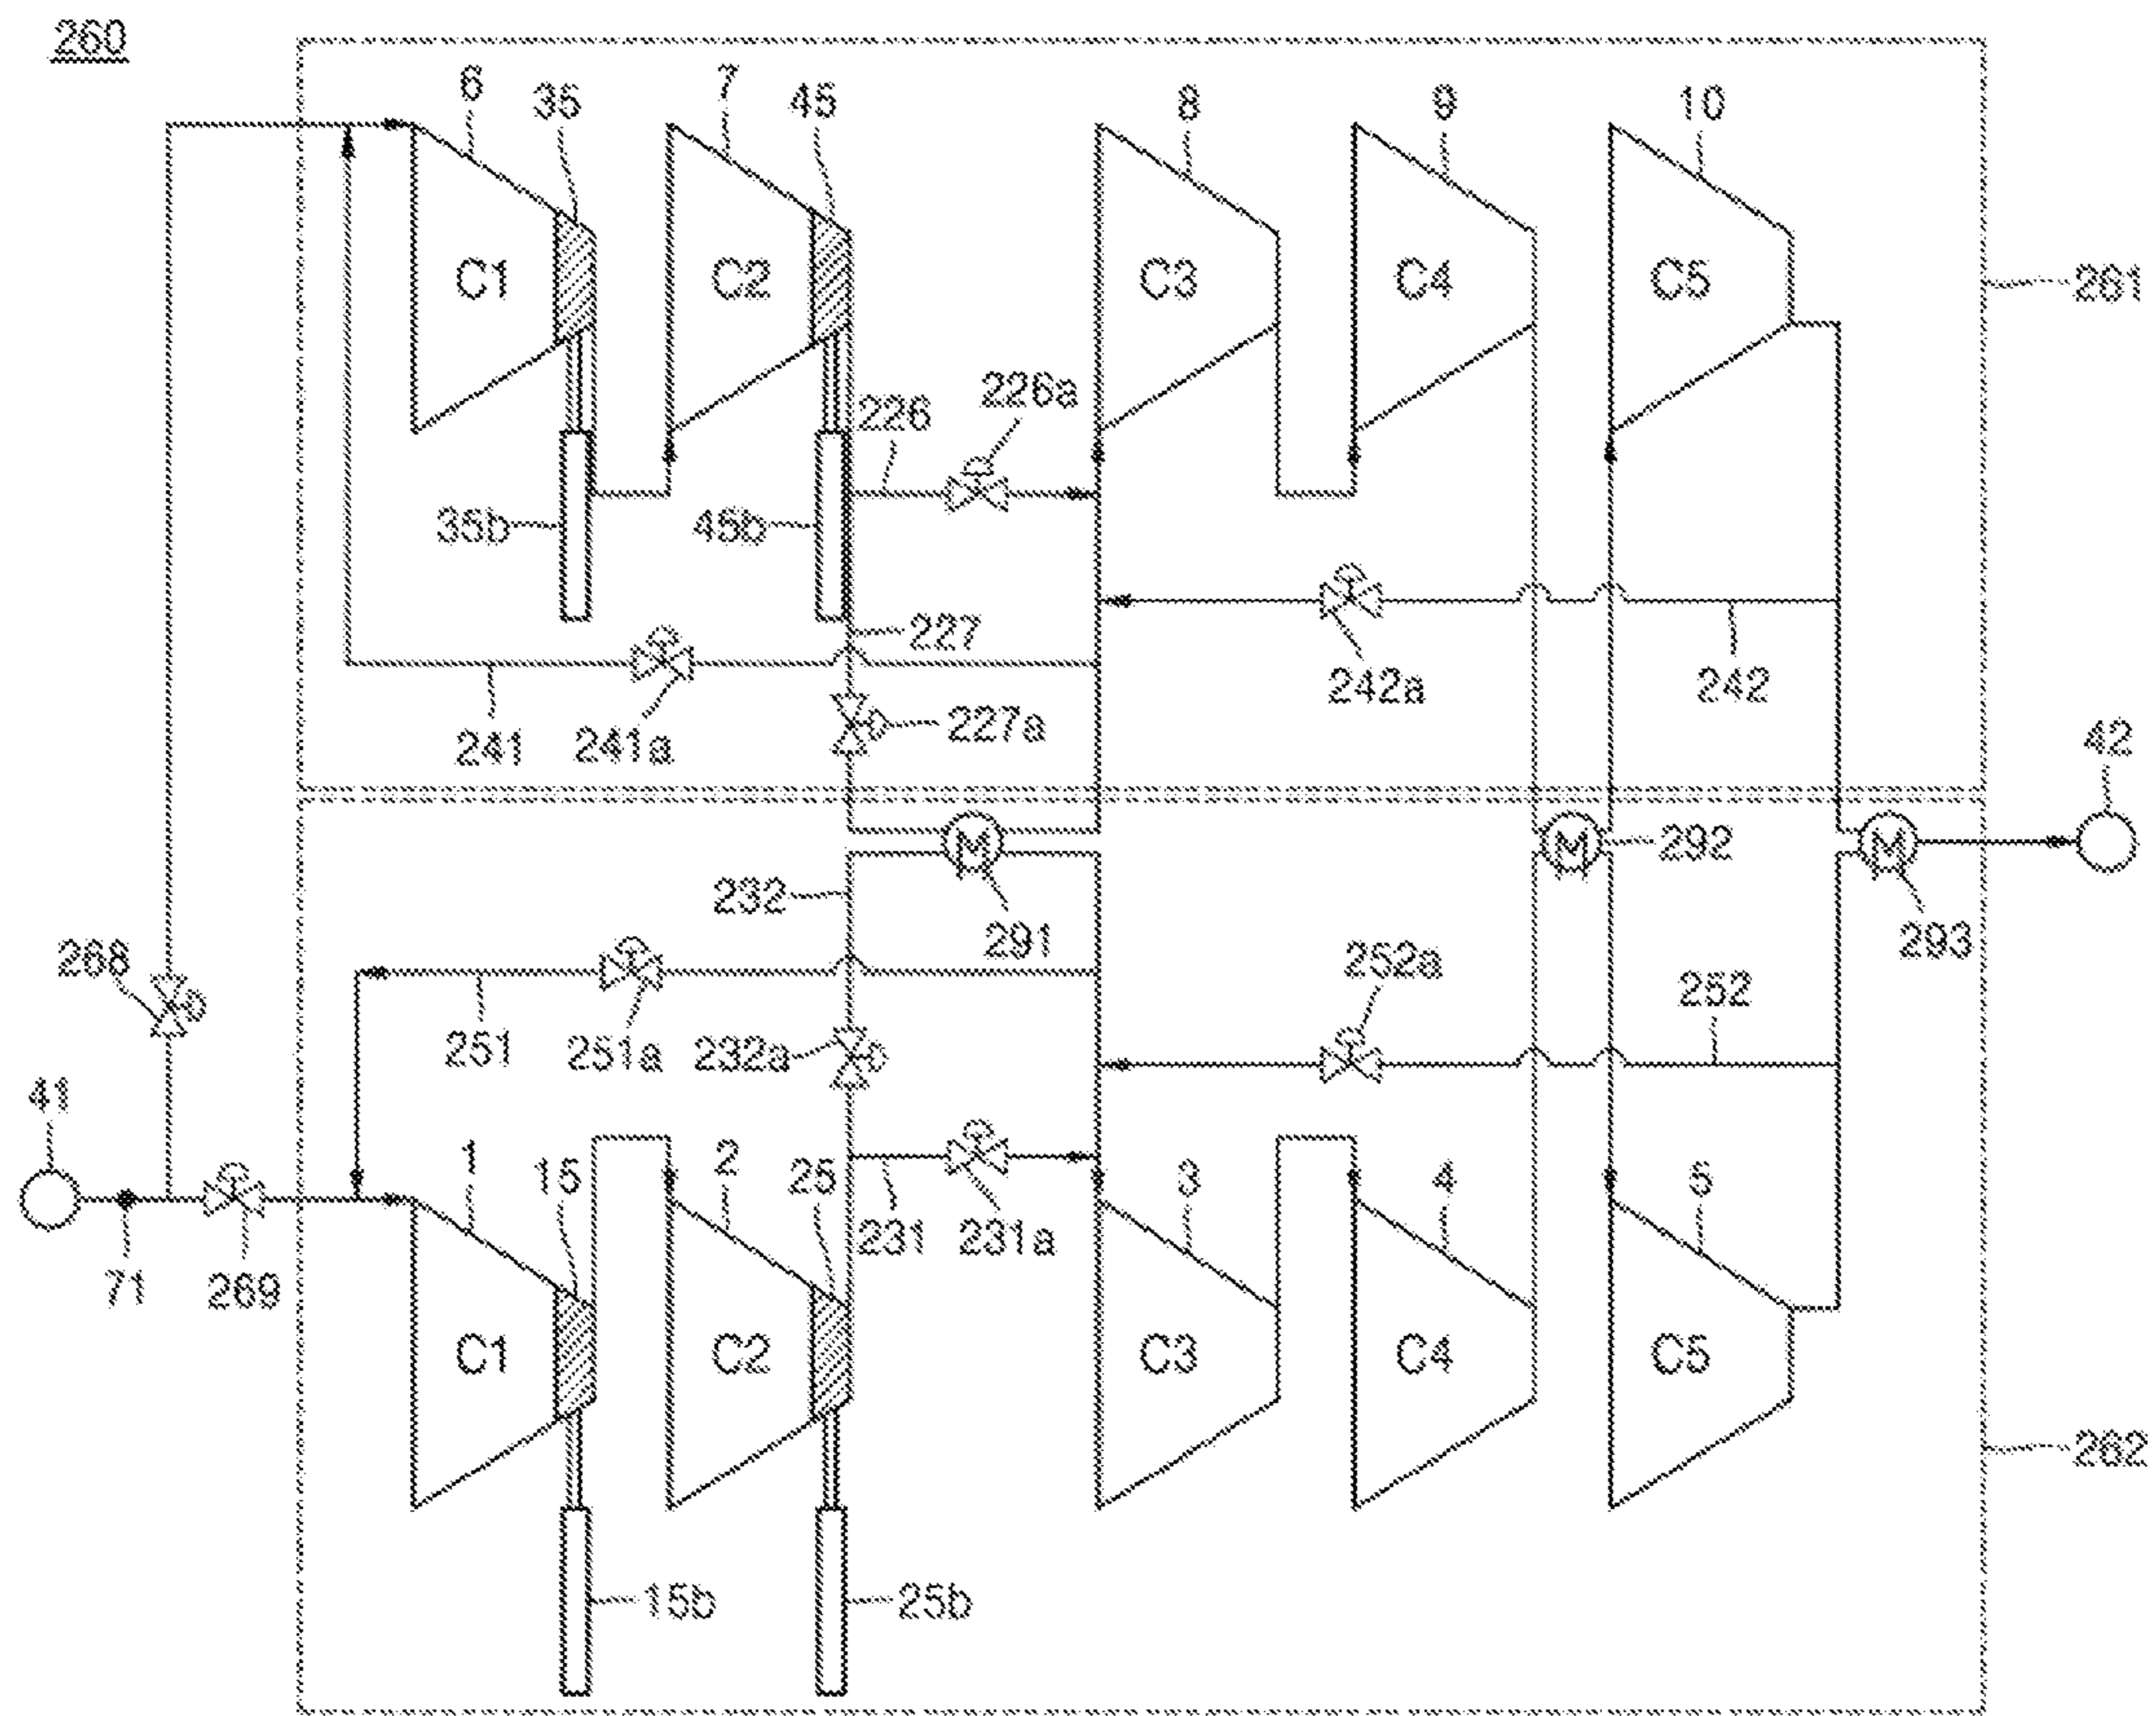 260
6 35 7 45 8 9 10
C1 C2 C3 C4 C5
261
226 226a
35b 45b
227
241 241a 227a 242a 242
42
M M 292 M
232 291 293
268 252a 252
251 251a 232a
41
1 15 2 25 231 231a 3 4 5
71 269
C1 C2 C3 C4 C5
262
15b 25b